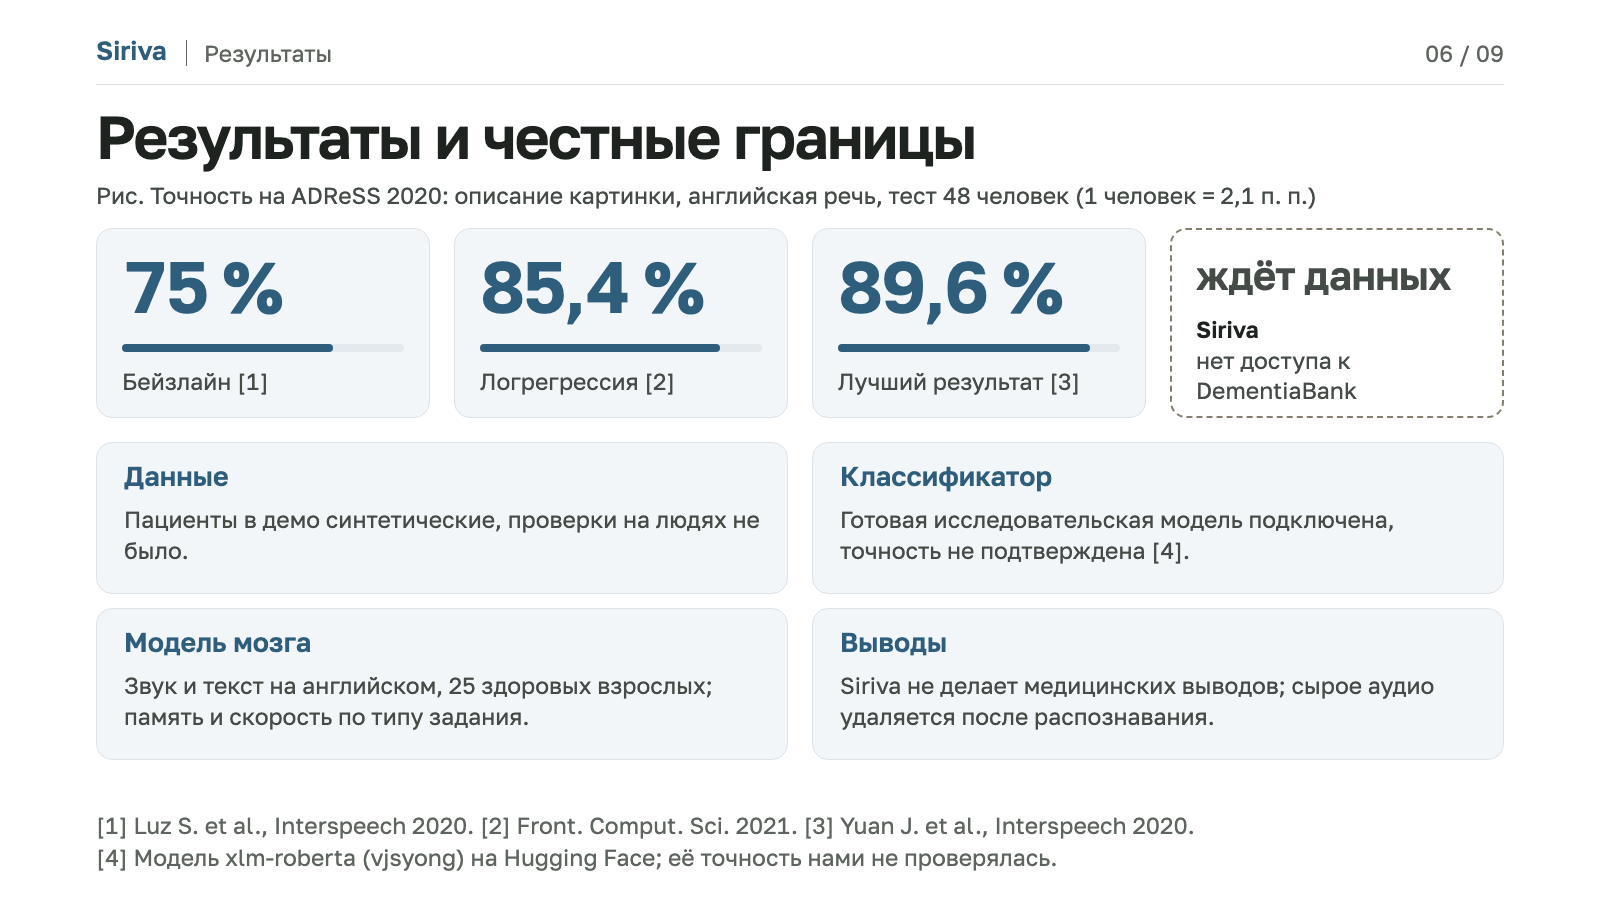 Siriva | Результаты
06 / 09
Результаты и честные границы
Рис. Точность на ADReSS 2020: описание картинки, английская речь, тест 48 человек (1 человек = 2,1 п. п.)
75 %
Бейзлайн [1]
85,4 %
Логрегрессия [2]
89,6 %
Лучший результат [3]
ждёт данных
Siriva
нет доступа к
DementiaBank
Данные
Пациенты в демо синтетические, проверки на людях не
было.
Классификатор
Готовая исследовательская модель подключена,
точность не подтверждена [4].
Модель мозга
Звук и текст на английском, 25 здоровых взрослых;
память и скорость по типу задания.
Выводы
Siriva не делает медицинских выводов; сырое аудио
удаляется после распознавания.
[1] Luz S. et al., Interspeech 2020. [2] Front. Comput. Sci. 2021. [3] Yuan J. et al., Interspeech 2020.
[4] Модель xlm-roberta (vjsyong) на Hugging Face; её точность нами не проверялась.